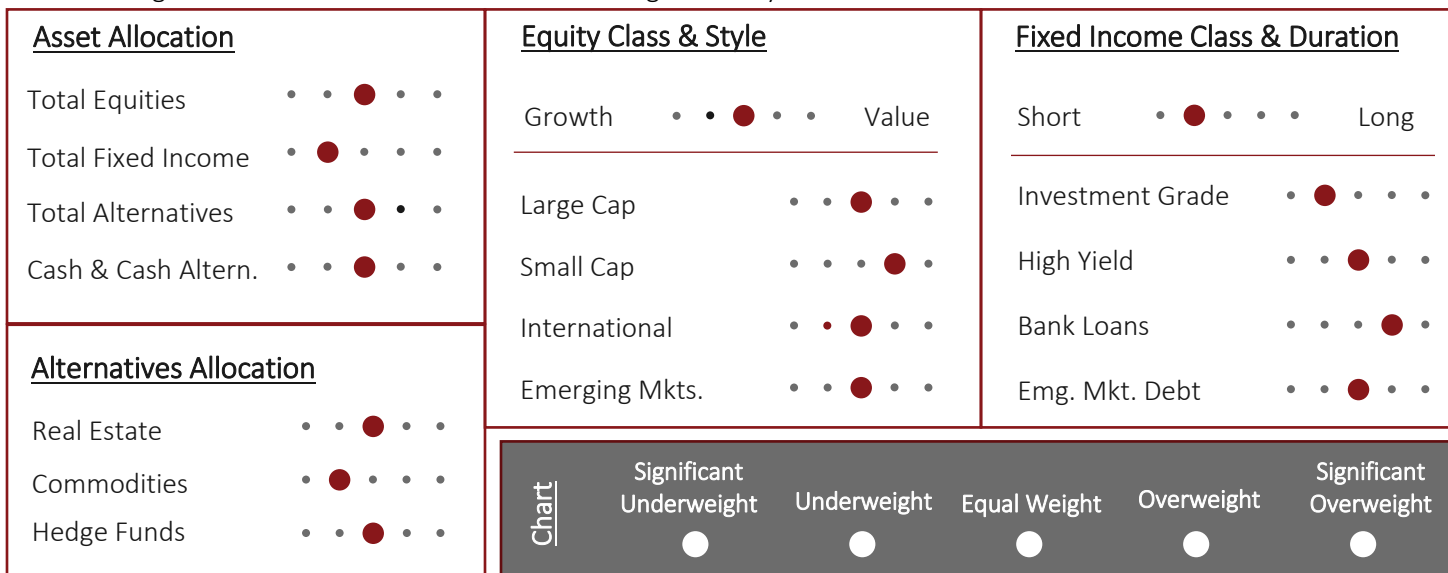 Asset Allocation
Total Equities
Total Fixed Income
Total Alternatives
Cash & Cash Altern.
Alternatives Allocation
Real Estate
Commodities
Hedge Funds
Equity Class & Style
Growth Value
Large Cap
Small Cap
International
Emerging Mkts.
Fixed Income Class & Duration
Short Long
Investment Grade
High Yield
Bank Loans
Emg. Mkt. Debt
Chart
Significant
Underweight
Underweight
Equal Weight
Overweight
Significant
Overweight